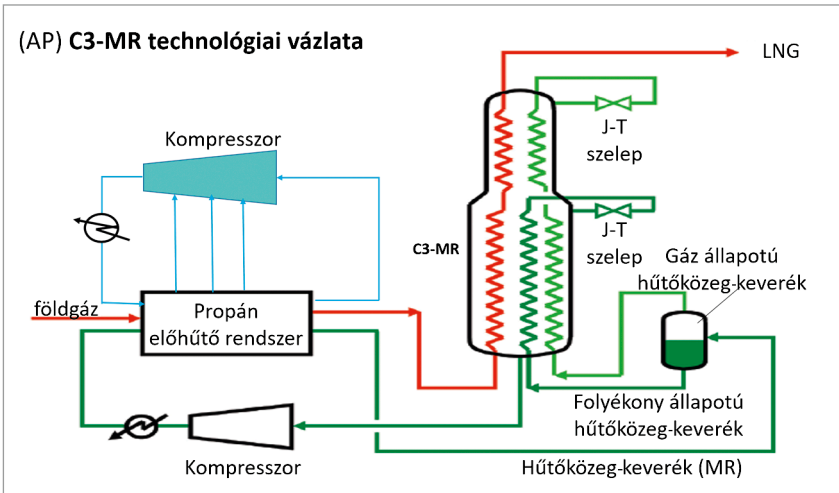 (AP) C3-MR technológiai vázlata
LNG
Kompresszor
J-T
szelep
C3-MR
J-T
szelep
Gáz állapotú
hűtőközeg-keverék
földgáz
Propán
előhűtő rendszer
Folyékony állapotú
hűtőközeg-keverék
Kompresszor
Hűtőközeg-keverék (MR)